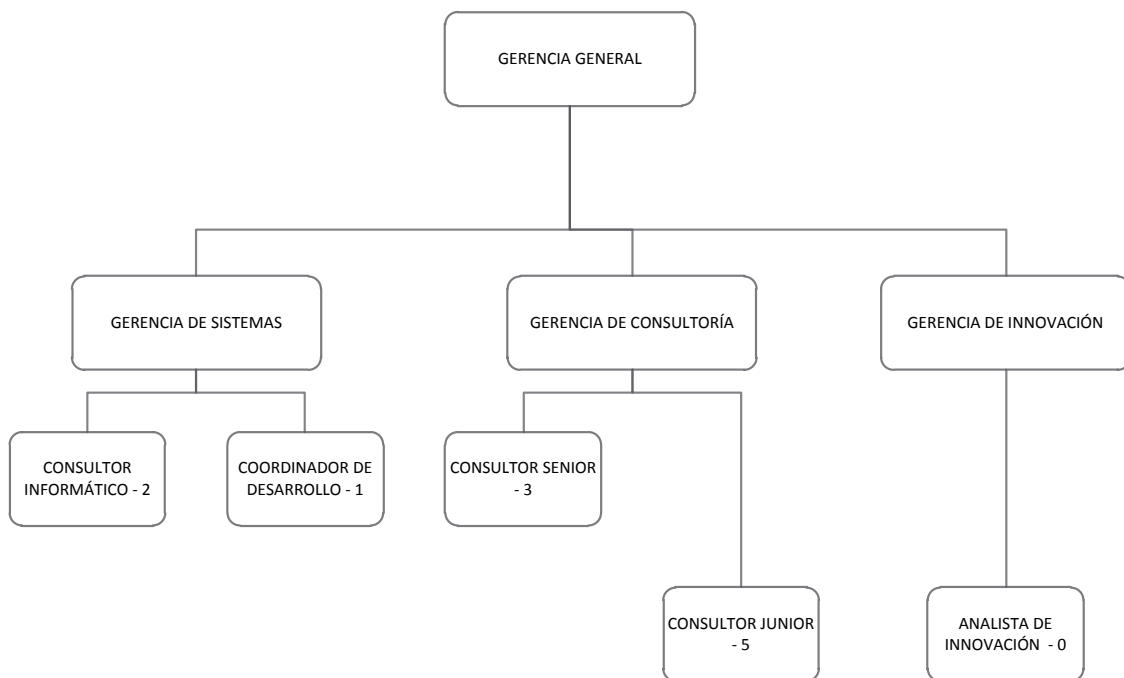 GERENCIA GENERAL
GERENCIA DE SISTEMAS
GERENCIA DE CONSULTORÍA
GERENCIA DE INNOVACIÓN
CONSULTOR
INFORMÁTICO - 2
COORDINADOR DE
DESARROLLO - 1
CONSULTOR SENIOR
- 3
CONSULTOR JUNIOR
- 5
ANALISTA DE
INNOVACIÓN - 0